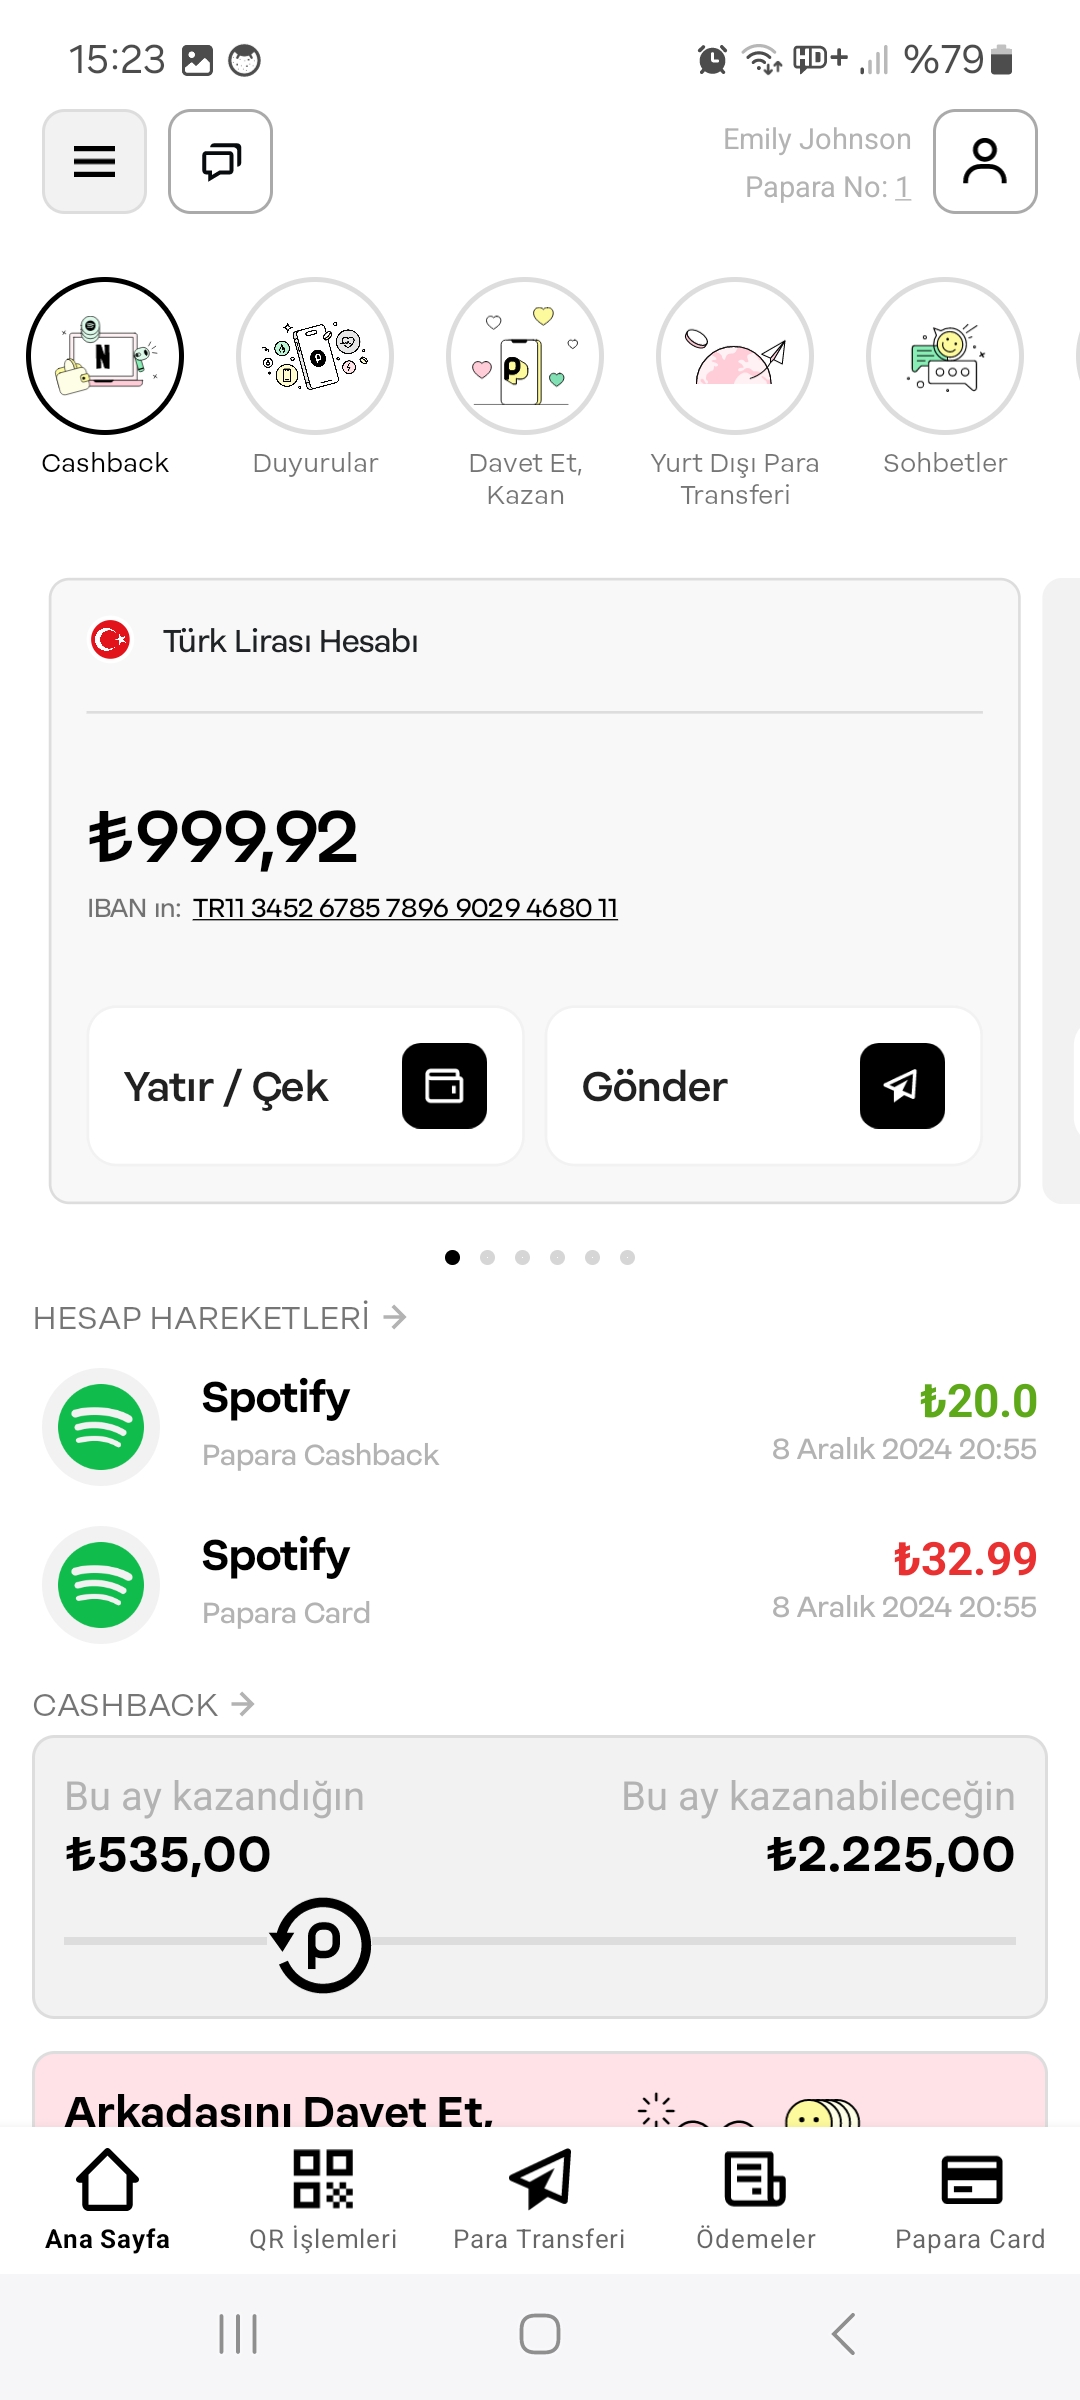 15:23
%79
Emily Johnson
Papara No: 1
Cashback
Duyurular
Davet Et,
Kazan
Yurt Dışı Para
Transferi
Sohbetler
Türk Lirası Hesabı
₺999,92
IBAN ın: TR11 3452 6785 7896 9029 4680 11
Yatır / Çek
Gönder
HESAP HAREKETLERİ
Spotify
₺20.0
Papara Cashback
8 Aralık 2024 20:55
Spotify
₺32.99
Papara Card
8 Aralık 2024 20:55
CASHBACK
Bu ay kazandığın
Bu ay kazanabileceğin
₺535,00
₺2.225,00
Arkadaşını Davet Et,
Ana Sayfa
QR İşlemleri
Para Transferi
Ödemeler
Papara Card